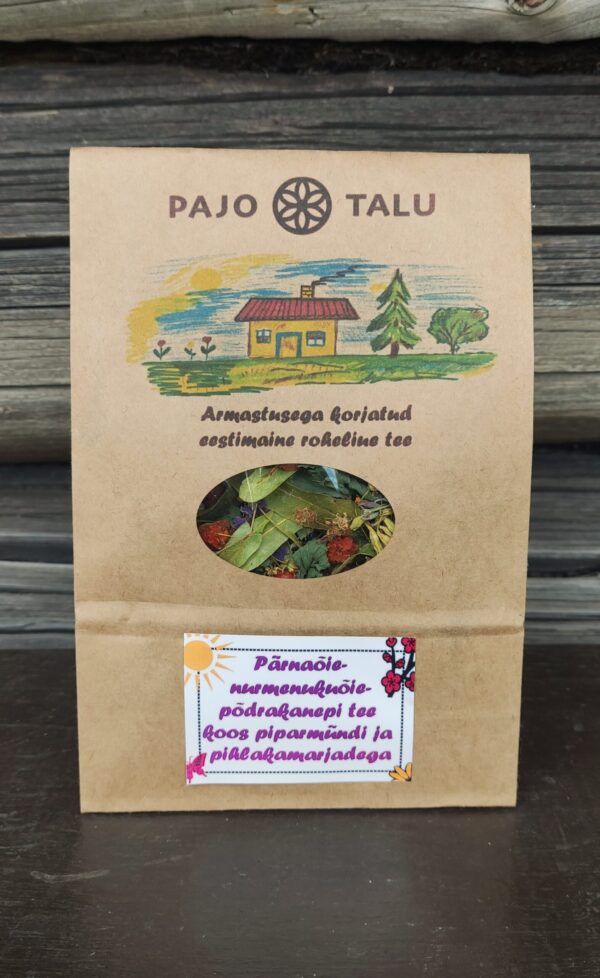 PAJO TALU
Armastusega korjatud
eestimaine roheline tee
Pärnaõie-
nurmenukuõie-
põdrakanepi tee
koos piparmündi ja
pihlakamarjadega